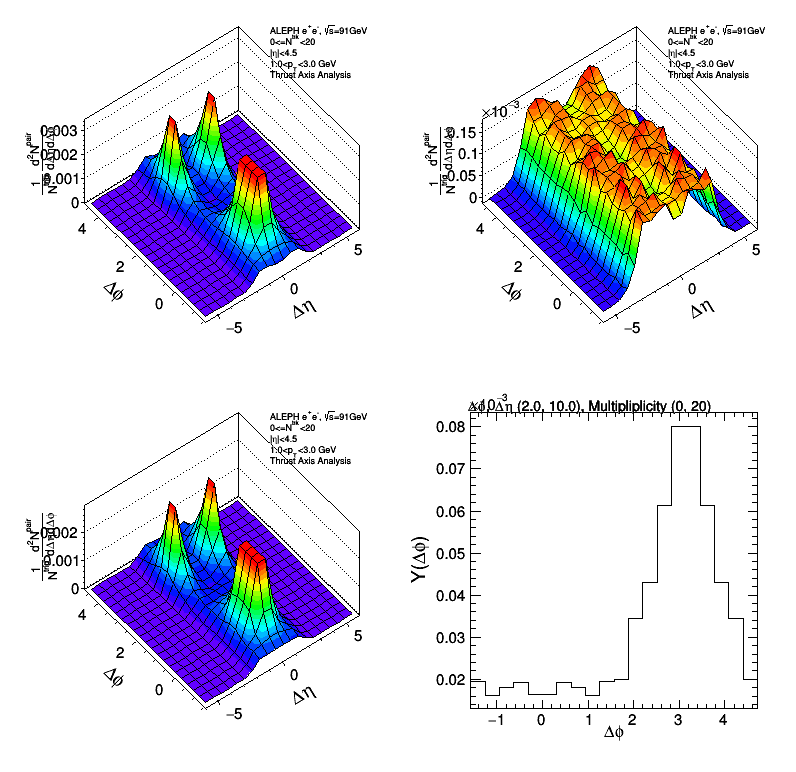 ALEPH e⁺e⁻, √s=91GeV
0<=Nᵗʳᵏ<20
|η|<4.5
1.0<p_T<3.0 GeV
Thrust Axis Analysis
0.003
0.002
0.001
0
4
2
0
Δφ
−5
0
5
Δη
ALEPH e⁺e⁻, √s=91GeV
0<=Nᵗʳᵏ<20
|η|<4.5
1.0<p_T<3.0 GeV
Thrust Axis Analysis
×10⁻³
0.15
0.1
0.05
0
4
2
0
Δφ
−5
0
5
Δη
ALEPH e⁺e⁻, √s=91GeV
0<=Nᵗʳᵏ<20
|η|<4.5
1.0<p_T<3.0 GeV
Thrust Axis Analysis
0.002
0.001
0
4
2
0
Δφ
−5
0
5
Δη
Δφ, Δη (2.0, 10.0), Multipliplicity (0, 20)
0.08
0.07
0.06
0.05
0.04
0.03
0.02
Y(Δφ)
−1
0
1
2
3
4
Δφ